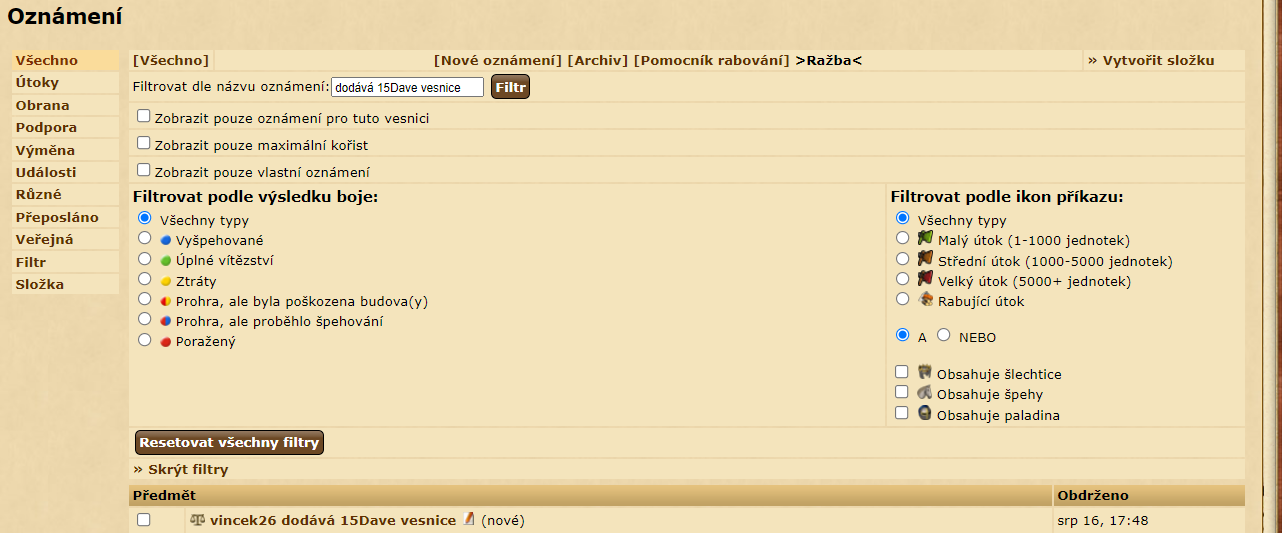 Oznámení
Všechno
Útoky
Obrana
Podpora
Výměna
Události
Různé
Přeposláno
Veřejná
Filtr
Složka
[Všechno] [Nové oznámení] [Archiv] [Pomocník rabování] >Ražba< » Vytvořit složku
Filtrovat dle názvu oznámení: dodává 15Dave vesnice Filtr
Zobrazit pouze oznámení pro tuto vesnici
Zobrazit pouze maximální kořist
Zobrazit pouze vlastní oznámení
Filtrovat podle výsledku boje:
Všechny typy
Vyšpehované
Úplné vítězství
Ztráty
Prohra, ale byla poškozena budova(y)
Prohra, ale proběhlo špehování
Poražený
Filtrovat podle ikon příkazu:
Všechny typy
Malý útok (1-1000 jednotek)
Střední útok (1000-5000 jednotek)
Velký útok (5000+ jednotek)
Rabující útok
A NEBO
Obsahuje šlechtice
Obsahuje špehy
Obsahuje paladina
Resetovat všechny filtry
» Skrýt filtry
Předmět Obdrženo
vincek26 dodává 15Dave vesnice (nové) srp 16, 17:48